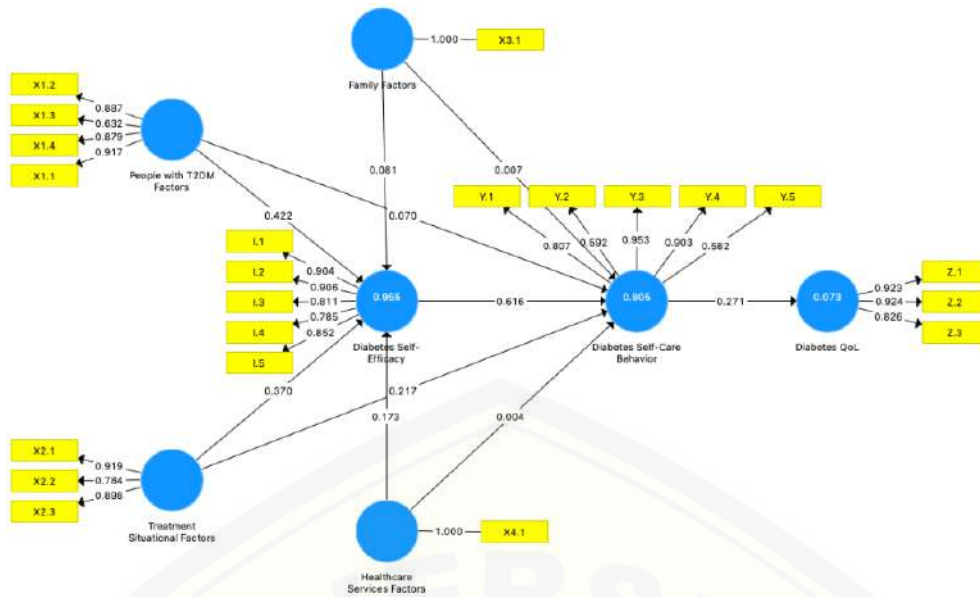 1.000
X3.1
Family Factors
X1.2
X1.3
X1.4
X1.1
0.887
0.632
0.879
0.917
People with T2DM
Factors
0.081
0.007
0.422
0.070
Y.1
Y.2
Y.3
Y.4
Y.5
0.807
0.592
0.953
0.903
0.582
I.1
I.2
I.3
I.4
I.5
0.904
0.906
0.811
0.785
0.852
0.955
Diabetes Self-
Efficacy
0.616
0.805
Diabetes Self-Care
Behavior
0.271
0.073
Diabetes QoL
0.923
0.924
0.826
Z.1
Z.2
Z.3
0.370
0.217
0.173
0.004
X2.1
X2.2
X2.3
0.919
0.784
0.898
Treatment
Situational Factors
1.000
X4.1
Healthcare
Services Factors